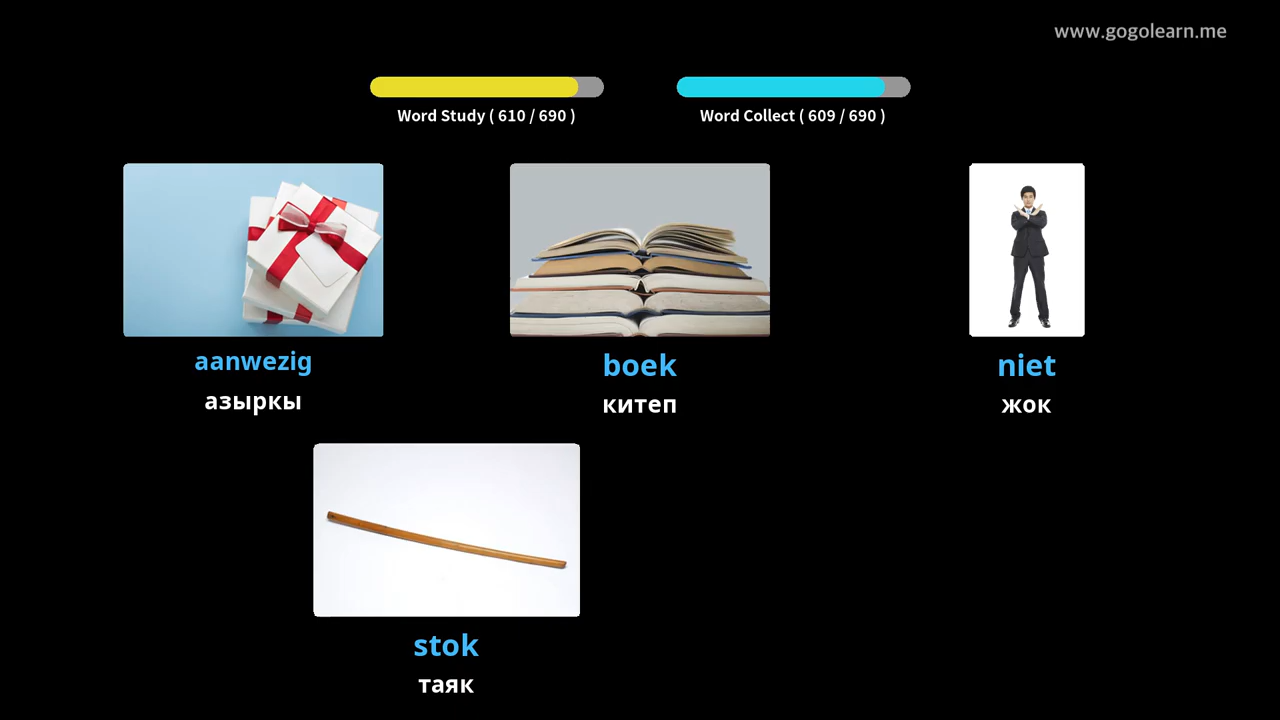 www.gogolearn.me
Word Study ( 610 / 690 )
Word Collect ( 609 / 690 )
aanwezig
азыркы
boek
китеп
niet
жок
stok
таяк